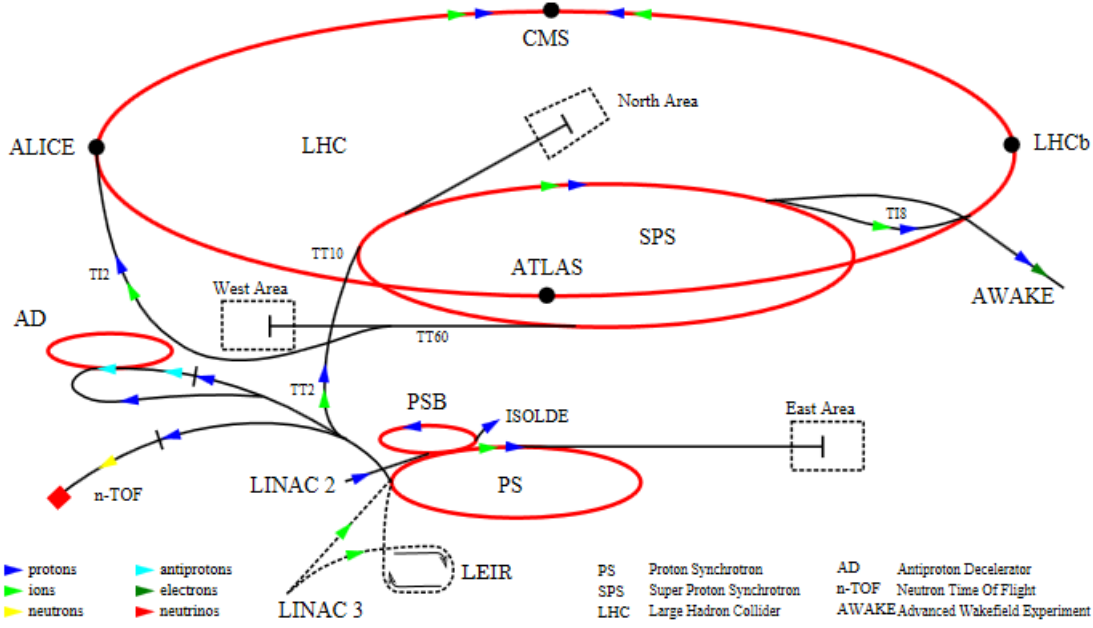 CMS
North Area
ALICE
LHC
LHCb
TI8
SPS
TT10
ATLAS
TI2
West Area
AWAKE
AD
TT60
TT2
PSB
ISOLDE
East Area
LINAC 2
PS
n-TOF
LEIR
LINAC 3
protons
antiprotons
ions
electrons
neutrons
neutrinos
PS Proton Synchrotron
SPS Super Proton Synchrotron
LHC Large Hadron Collider
AD Antiproton Decelerator
n-TOF Neutron Time Of Flight
AWAKE Advanced Wakefield Experiment